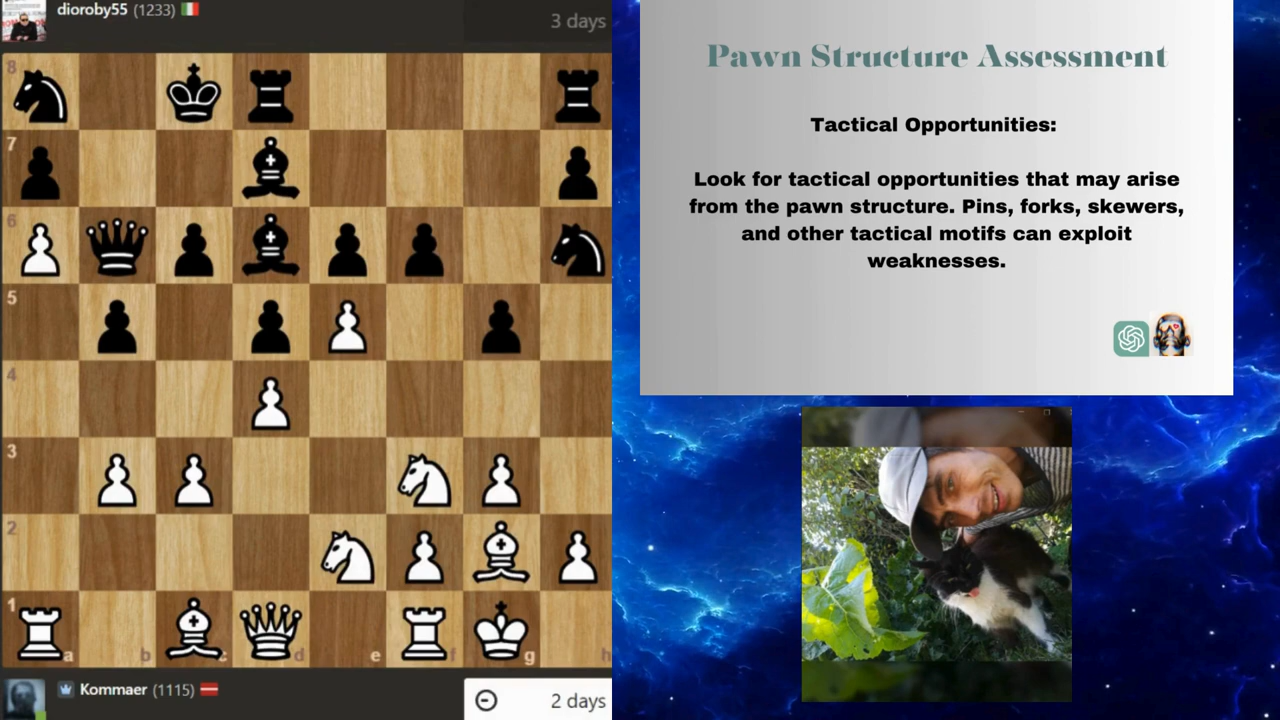 dioroby55 (1233)
3 days
8
7
6
5
4
3
2
1
a b c d e f g h
Kommaer (1115)
2 days
Pawn Structure Assessment
Tactical Opportunities:
Look for tactical opportunities that may arise
from the pawn structure. Pins, forks, skewers,
and other tactical motifs can exploit
weaknesses.